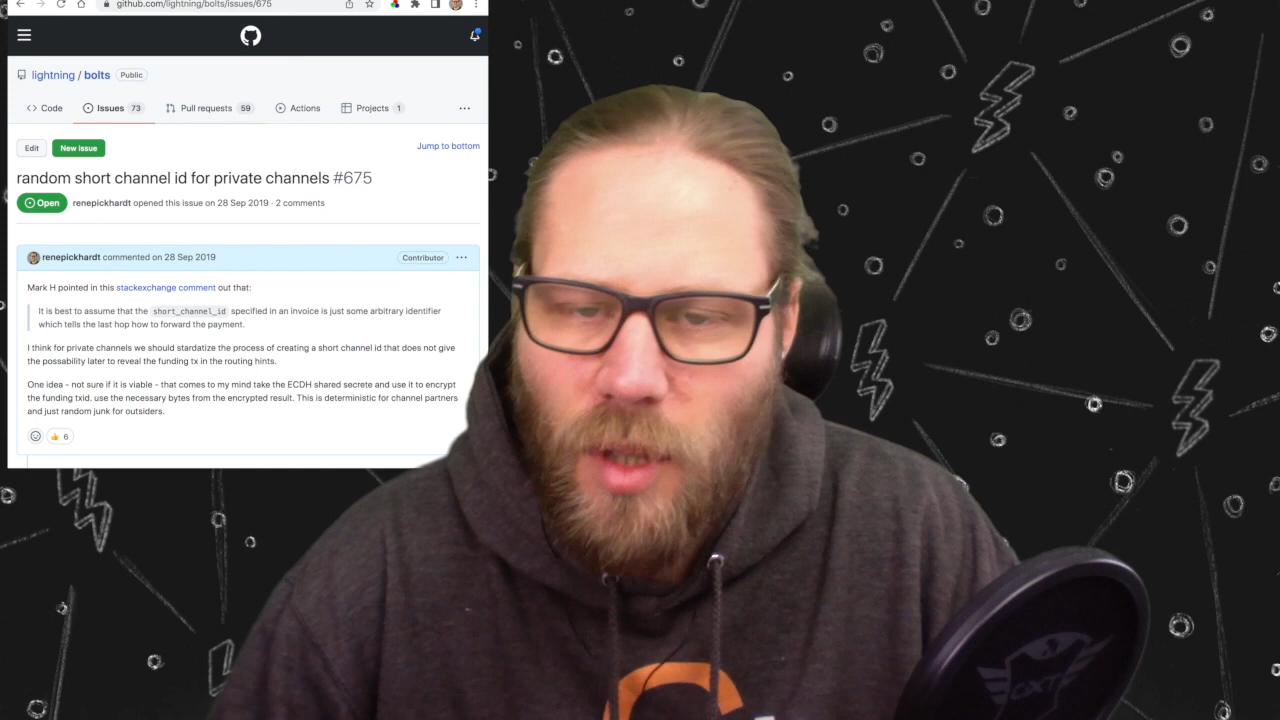 github.com/lightning/bolts/issues/675
lightning / bolts Public
Code Issues 73 Pull requests 59 Actions Projects 1
Edit New issue Jump to bottom
random short channel id for private channels #675
Open renepickhardt opened this issue on 28 Sep 2019 · 2 comments
renepickhardt commented on 28 Sep 2019 Contributor
Mark H pointed in this stackexchange comment out that:
It is best to assume that the short_channel_id specified in an invoice is just some arbitrary identifier
which tells the last hop how to forward the payment.
I think for private channels we should stardatize the process of creating a short channel id that does not give
the possability later to reveal the funding tx in the routing hints.
One idea - not sure if it is viable - that comes to my mind take the ECDH shared secrete and use it to encrypt
the funding txid. use the necessary bytes from the encrypted result. This is deterministic for channel partners
and just random junk for outsiders.
6